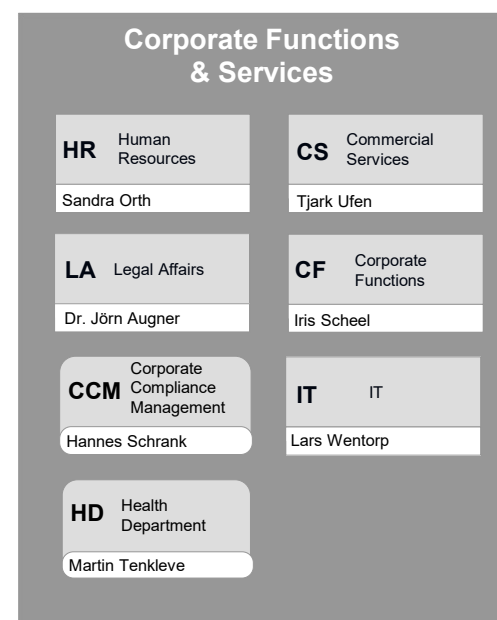 Corporate Functions
& Services
HR Human
Resources
Sandra Orth
CS Commercial
Services
Tjark Ufen
LA Legal Affairs
Dr. Jörn Augner
CF Corporate
Functions
Iris Scheel
Corporate
CCM Compliance
Management
Hannes Schrank
IT IT
Lars Wentorp
HD Health
Department
Martin Tenkleve